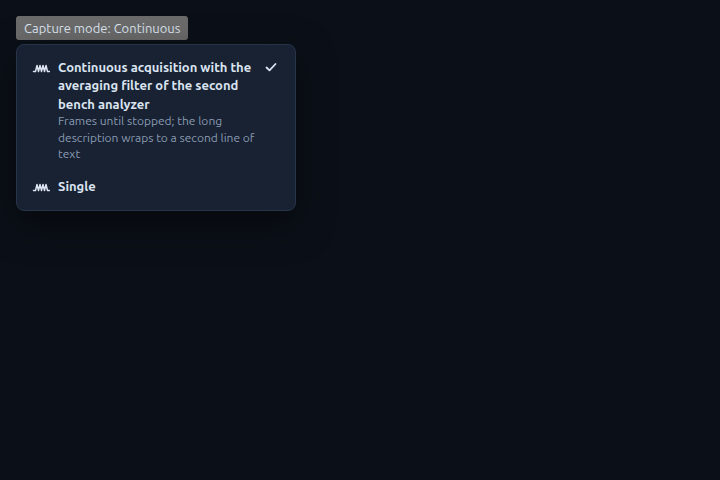 Capture mode: Continuous
Continuous acquisition with the
averaging filter of the second
bench analyzer
Frames until stopped; the long
description wraps to a second line of
text
Single